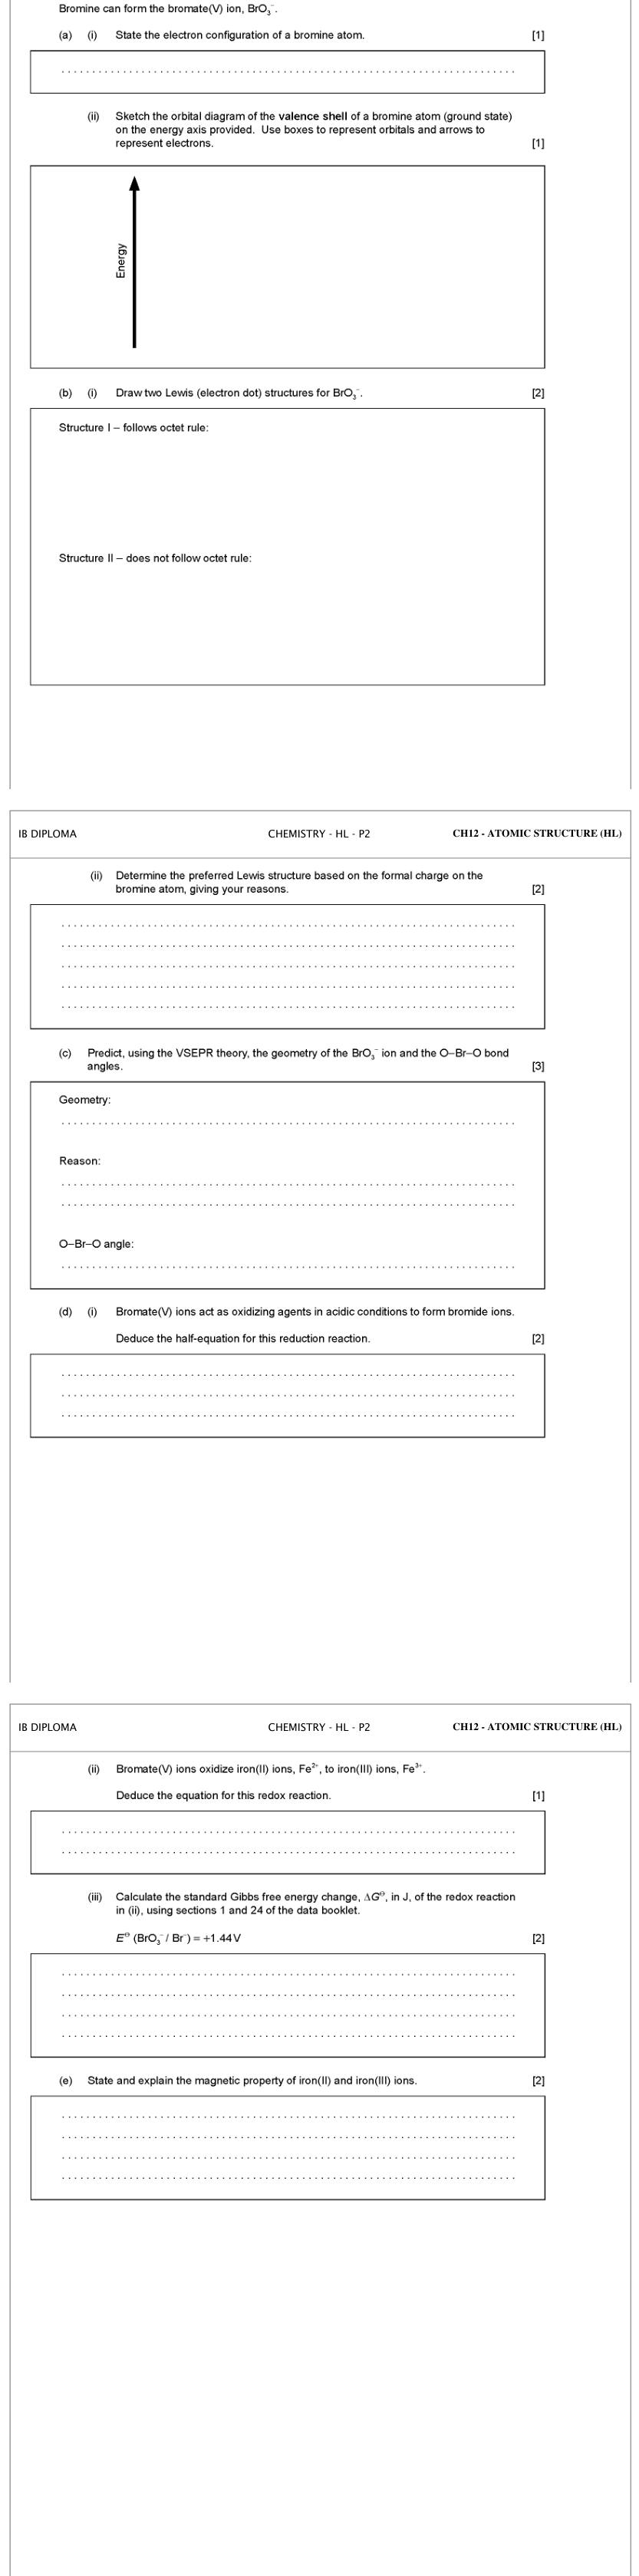 Bromine can form the bromate(V) ion, BrO₃⁻.
(a) (i) State the electron configuration of a bromine atom. [1]
(ii) Sketch the orbital diagram of the valence shell of a bromine atom (ground state)
on the energy axis provided. Use boxes to represent orbitals and arrows to
represent electrons. [1]
Energy
(b) (i) Draw two Lewis (electron dot) structures for BrO₃⁻. [2]
Structure I – follows octet rule:
Structure II – does not follow octet rule:
IB DIPLOMA CHEMISTRY - HL - P2 CH12 - ATOMIC STRUCTURE (HL)
(ii) Determine the preferred Lewis structure based on the formal charge on the
bromine atom, giving your reasons. [2]
(c) Predict, using the VSEPR theory, the geometry of the BrO₃⁻ ion and the O–Br–O bond
angles. [3]
Geometry:
Reason:
O–Br–O angle:
(d) (i) Bromate(V) ions act as oxidizing agents in acidic conditions to form bromide ions.
Deduce the half-equation for this reduction reaction. [2]
IB DIPLOMA CHEMISTRY - HL - P2 CH12 - ATOMIC STRUCTURE (HL)
(ii) Bromate(V) ions oxidize iron(II) ions, Fe²⁺, to iron(III) ions, Fe³⁺.
Deduce the equation for this redox reaction. [1]
(iii) Calculate the standard Gibbs free energy change, ΔG⦵, in J, of the redox reaction
in (ii), using sections 1 and 24 of the data booklet.
E⦵ (BrO₃⁻ / Br⁻) = +1.44V [2]
(e) State and explain the magnetic property of iron(II) and iron(III) ions. [2]